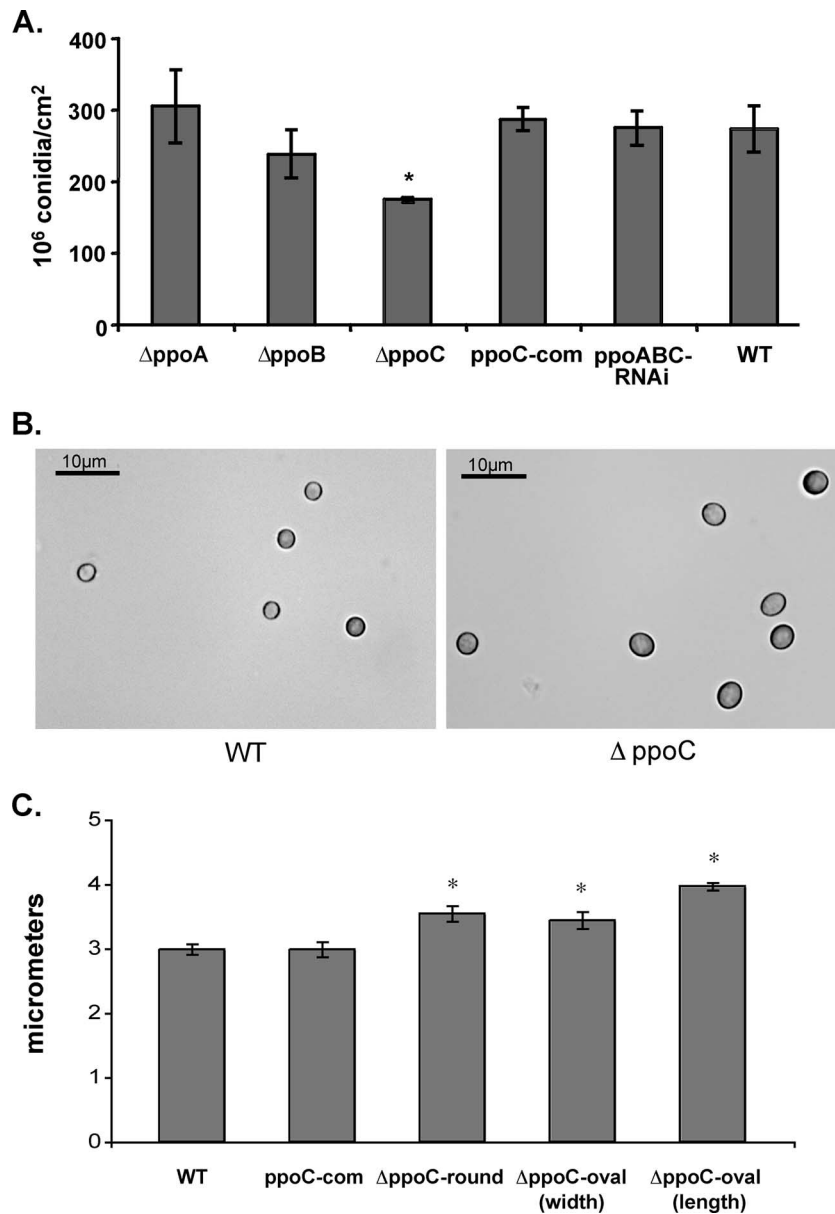 A.
10⁶ conidia/cm²
400
300
200
100
0
*
ΔppoA
ΔppoB
ΔppoC
ppoC-com
ppoABC-
RNAi
WT
B.
10µm
10µm
WT
Δ ppoC
C.
micrometers
5
4
3
2
1
0
*
*
*
WT
ppoC-com
ΔppoC-round
ΔppoC-oval
(width)
ΔppoC-oval
(length)